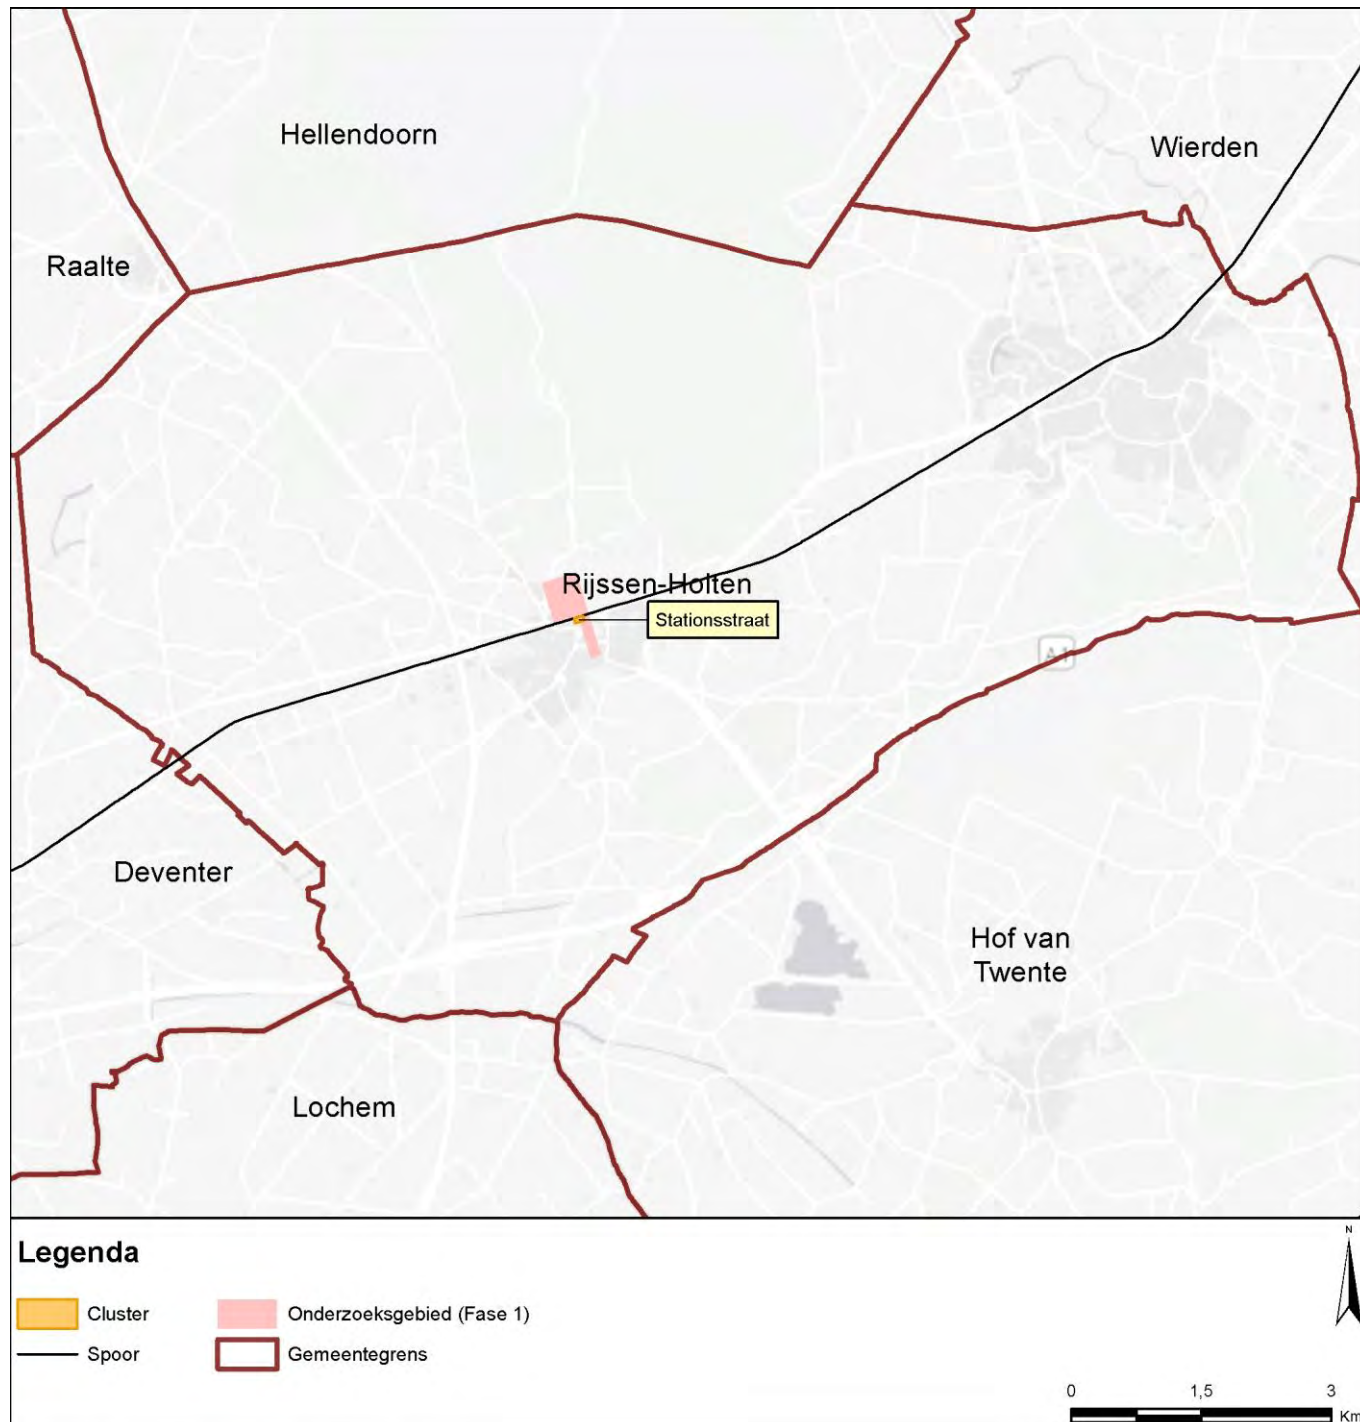 Hellendoorn
Wierden
Raalte
Rijssen-Holten
Stationsstraat
A1
Deventer
Hof van
Twente
Lochem
Legenda
Cluster
Onderzoeksgebied (Fase 1)
Spoor
Gemeentegrens
N
0 1,5 3
Km